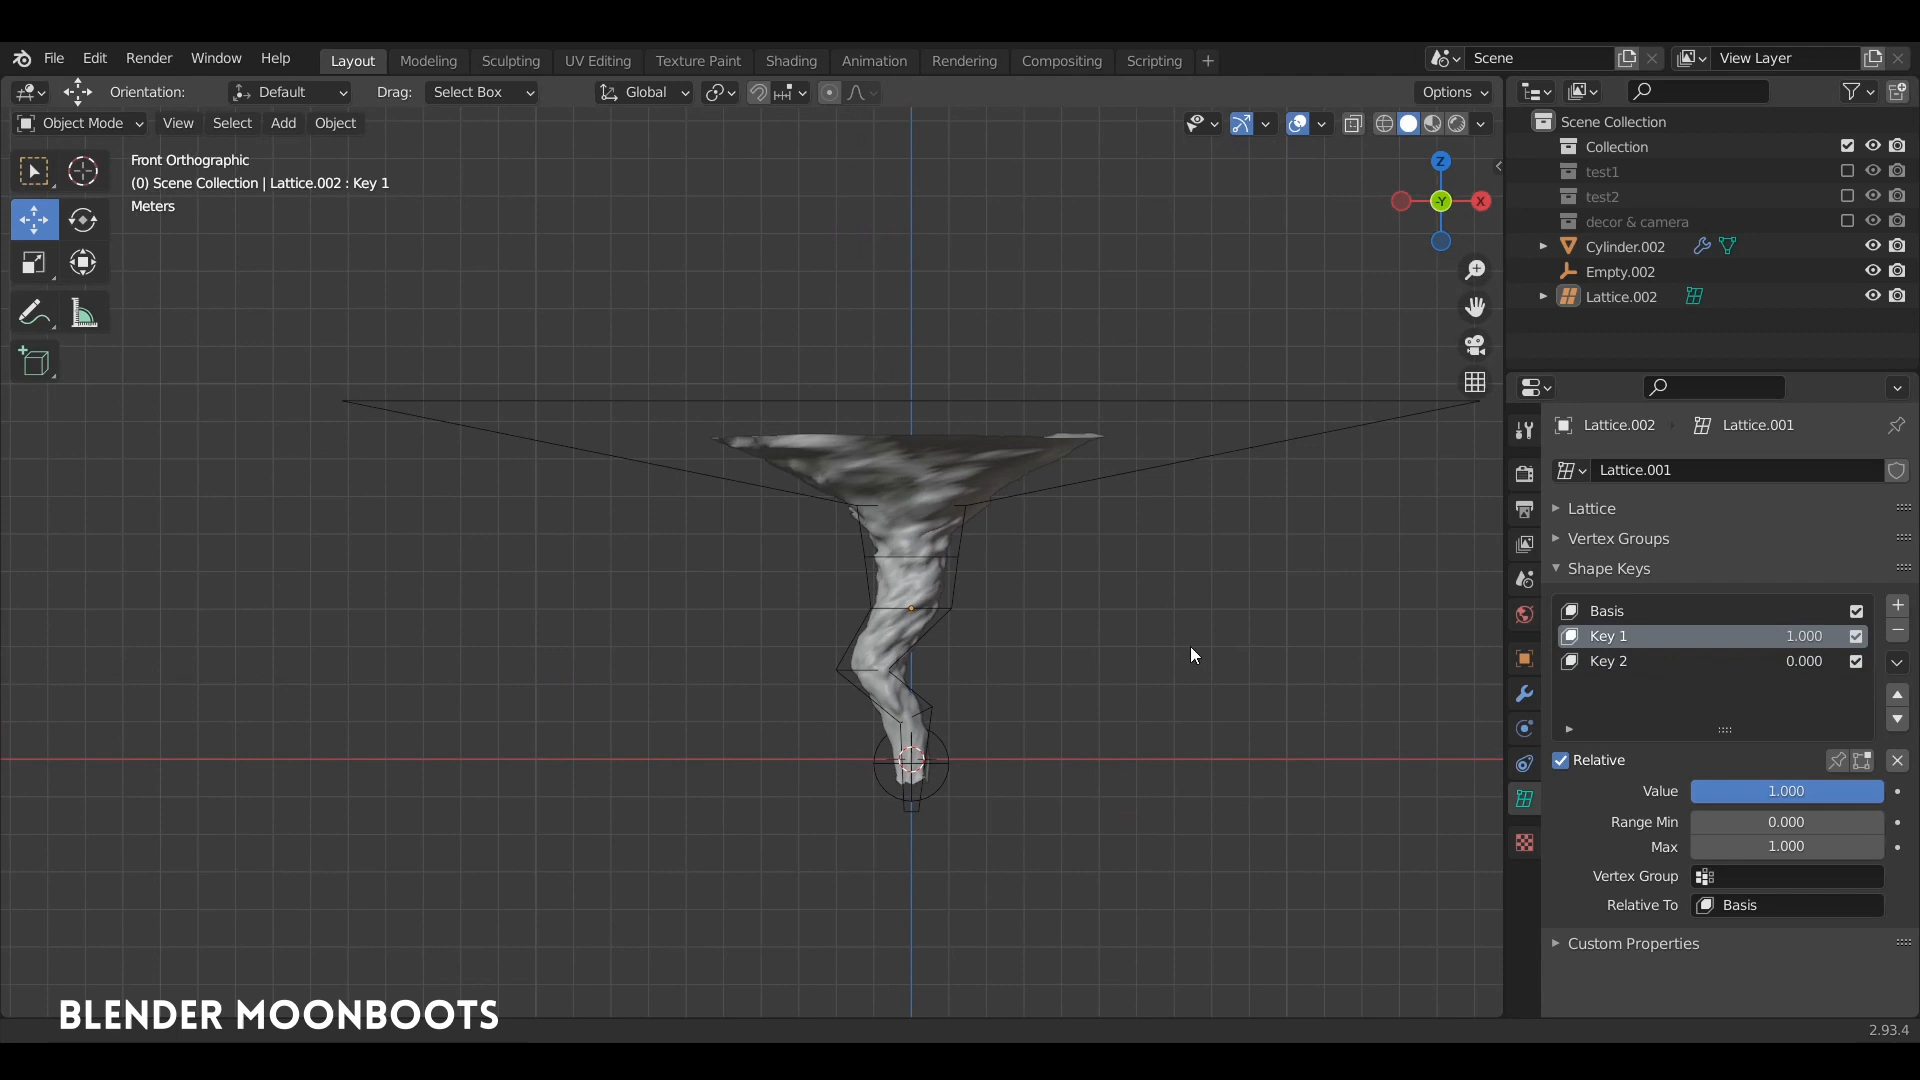 File Edit Render Window Help Layout Modeling Sculpting UV Editing Texture Paint Shading Animation Rendering Compositing Scripting + Scene View Layer
Orientation: Default Drag: Select Box Global Options
Object Mode View Select Add Object
Front Orthographic
(0) Scene Collection | Lattice.002 : Key 1
Meters
Z
-Y
X
Scene Collection
Collection
test1
test2
decor & camera
Cylinder.002
Empty.002
Lattice.002
Lattice.002 Lattice.001
Lattice.001
Lattice
Vertex Groups
Shape Keys
Basis
Key 1 1.000
Key 2 0.000
Relative
Value 1.000
Range Min 0.000
Max 1.000
Vertex Group
Relative To Basis
Custom Properties
BLENDER MOONBOOTS
2.93.4